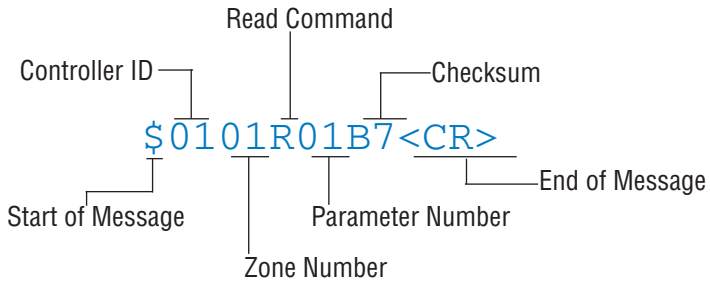 Read Command
Controller ID
Checksum
$0101R01B7<CR>
End of Message
Start of Message
Parameter Number
Zone Number